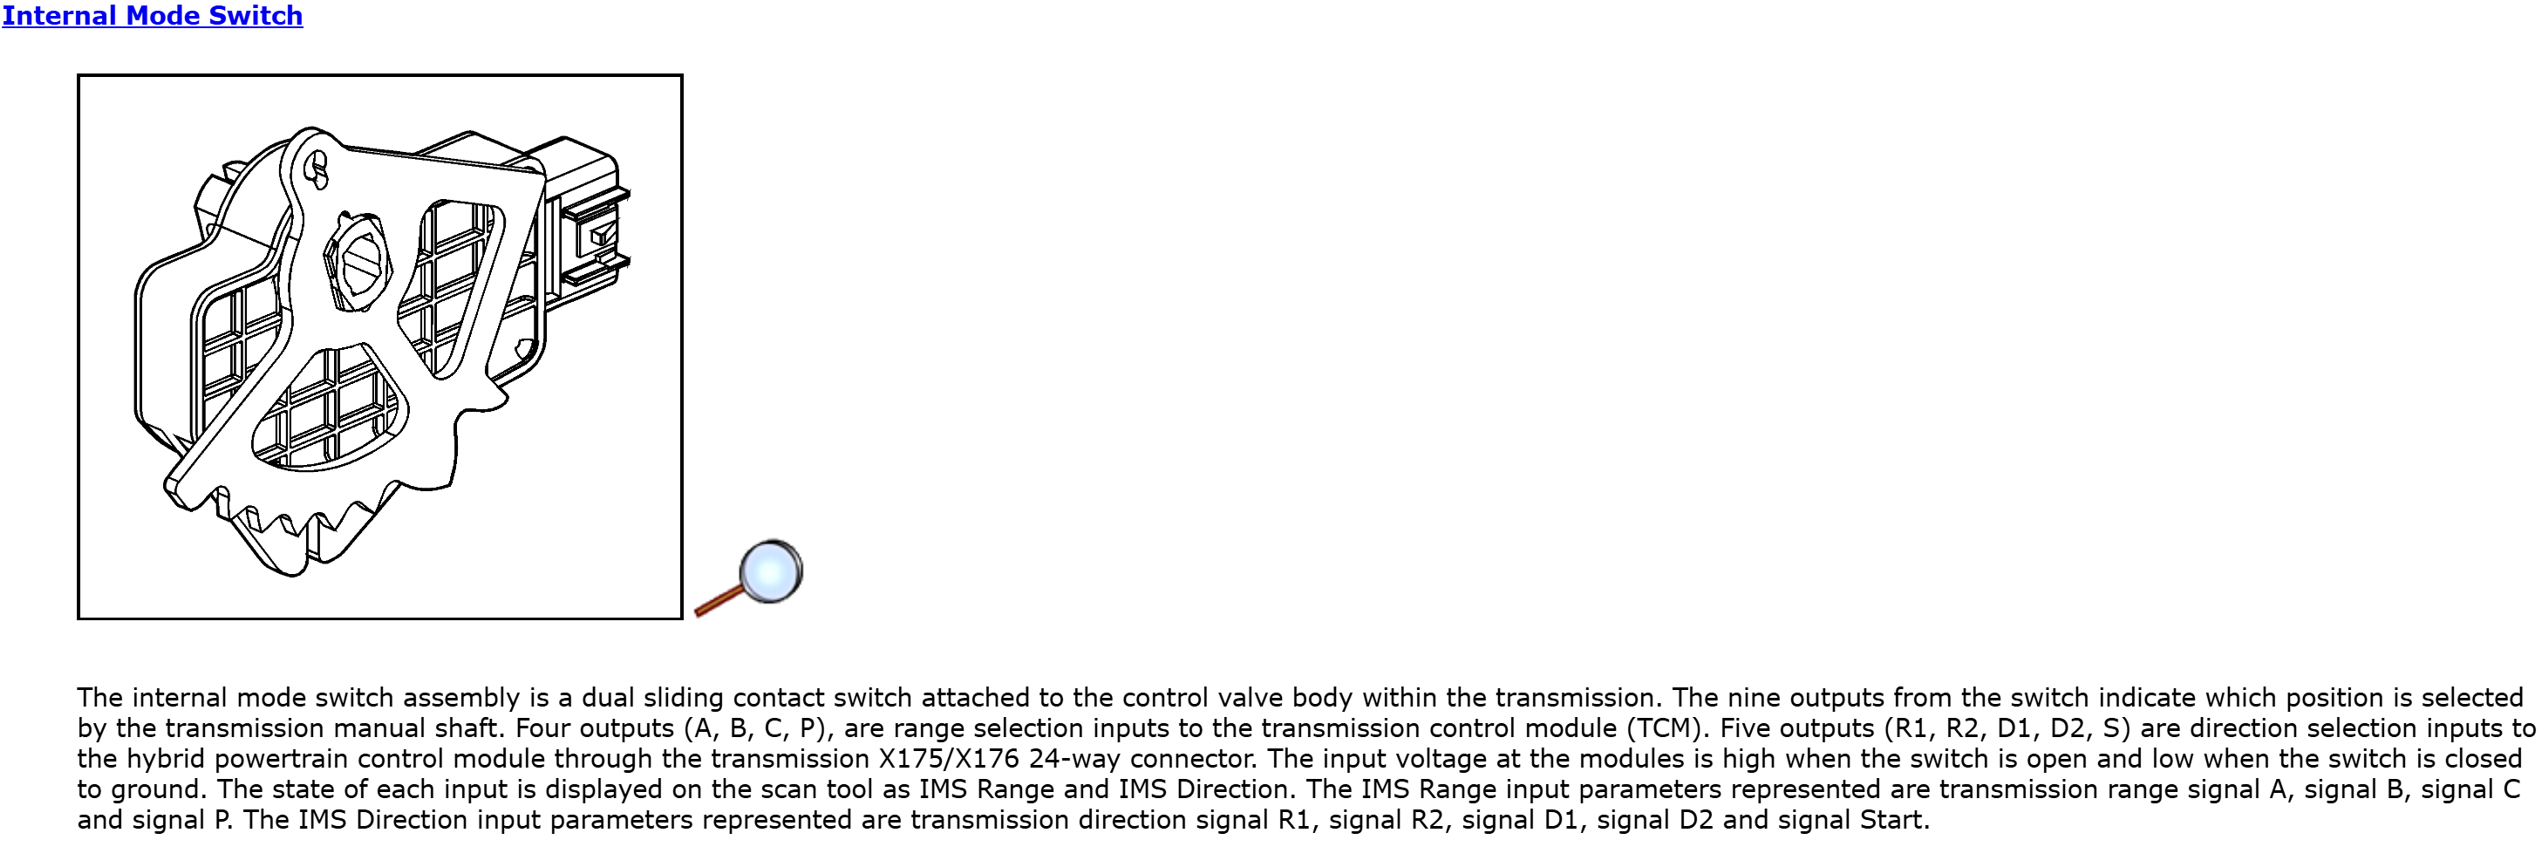 Internal Mode Switch
The internal mode switch assembly is a dual sliding contact switch attached to the control valve body within the transmission. The nine outputs from the switch indicate which position is selected
by the transmission manual shaft. Four outputs (A, B, C, P), are range selection inputs to the transmission control module (TCM). Five outputs (R1, R2, D1, D2, S) are direction selection inputs to
the hybrid powertrain control module through the transmission X175/X176 24-way connector. The input voltage at the modules is high when the switch is open and low when the switch is closed
to ground. The state of each input is displayed on the scan tool as IMS Range and IMS Direction. The IMS Range input parameters represented are transmission range signal A, signal B, signal C
and signal P. The IMS Direction input parameters represented are transmission direction signal R1, signal R2, signal D1, signal D2 and signal Start.